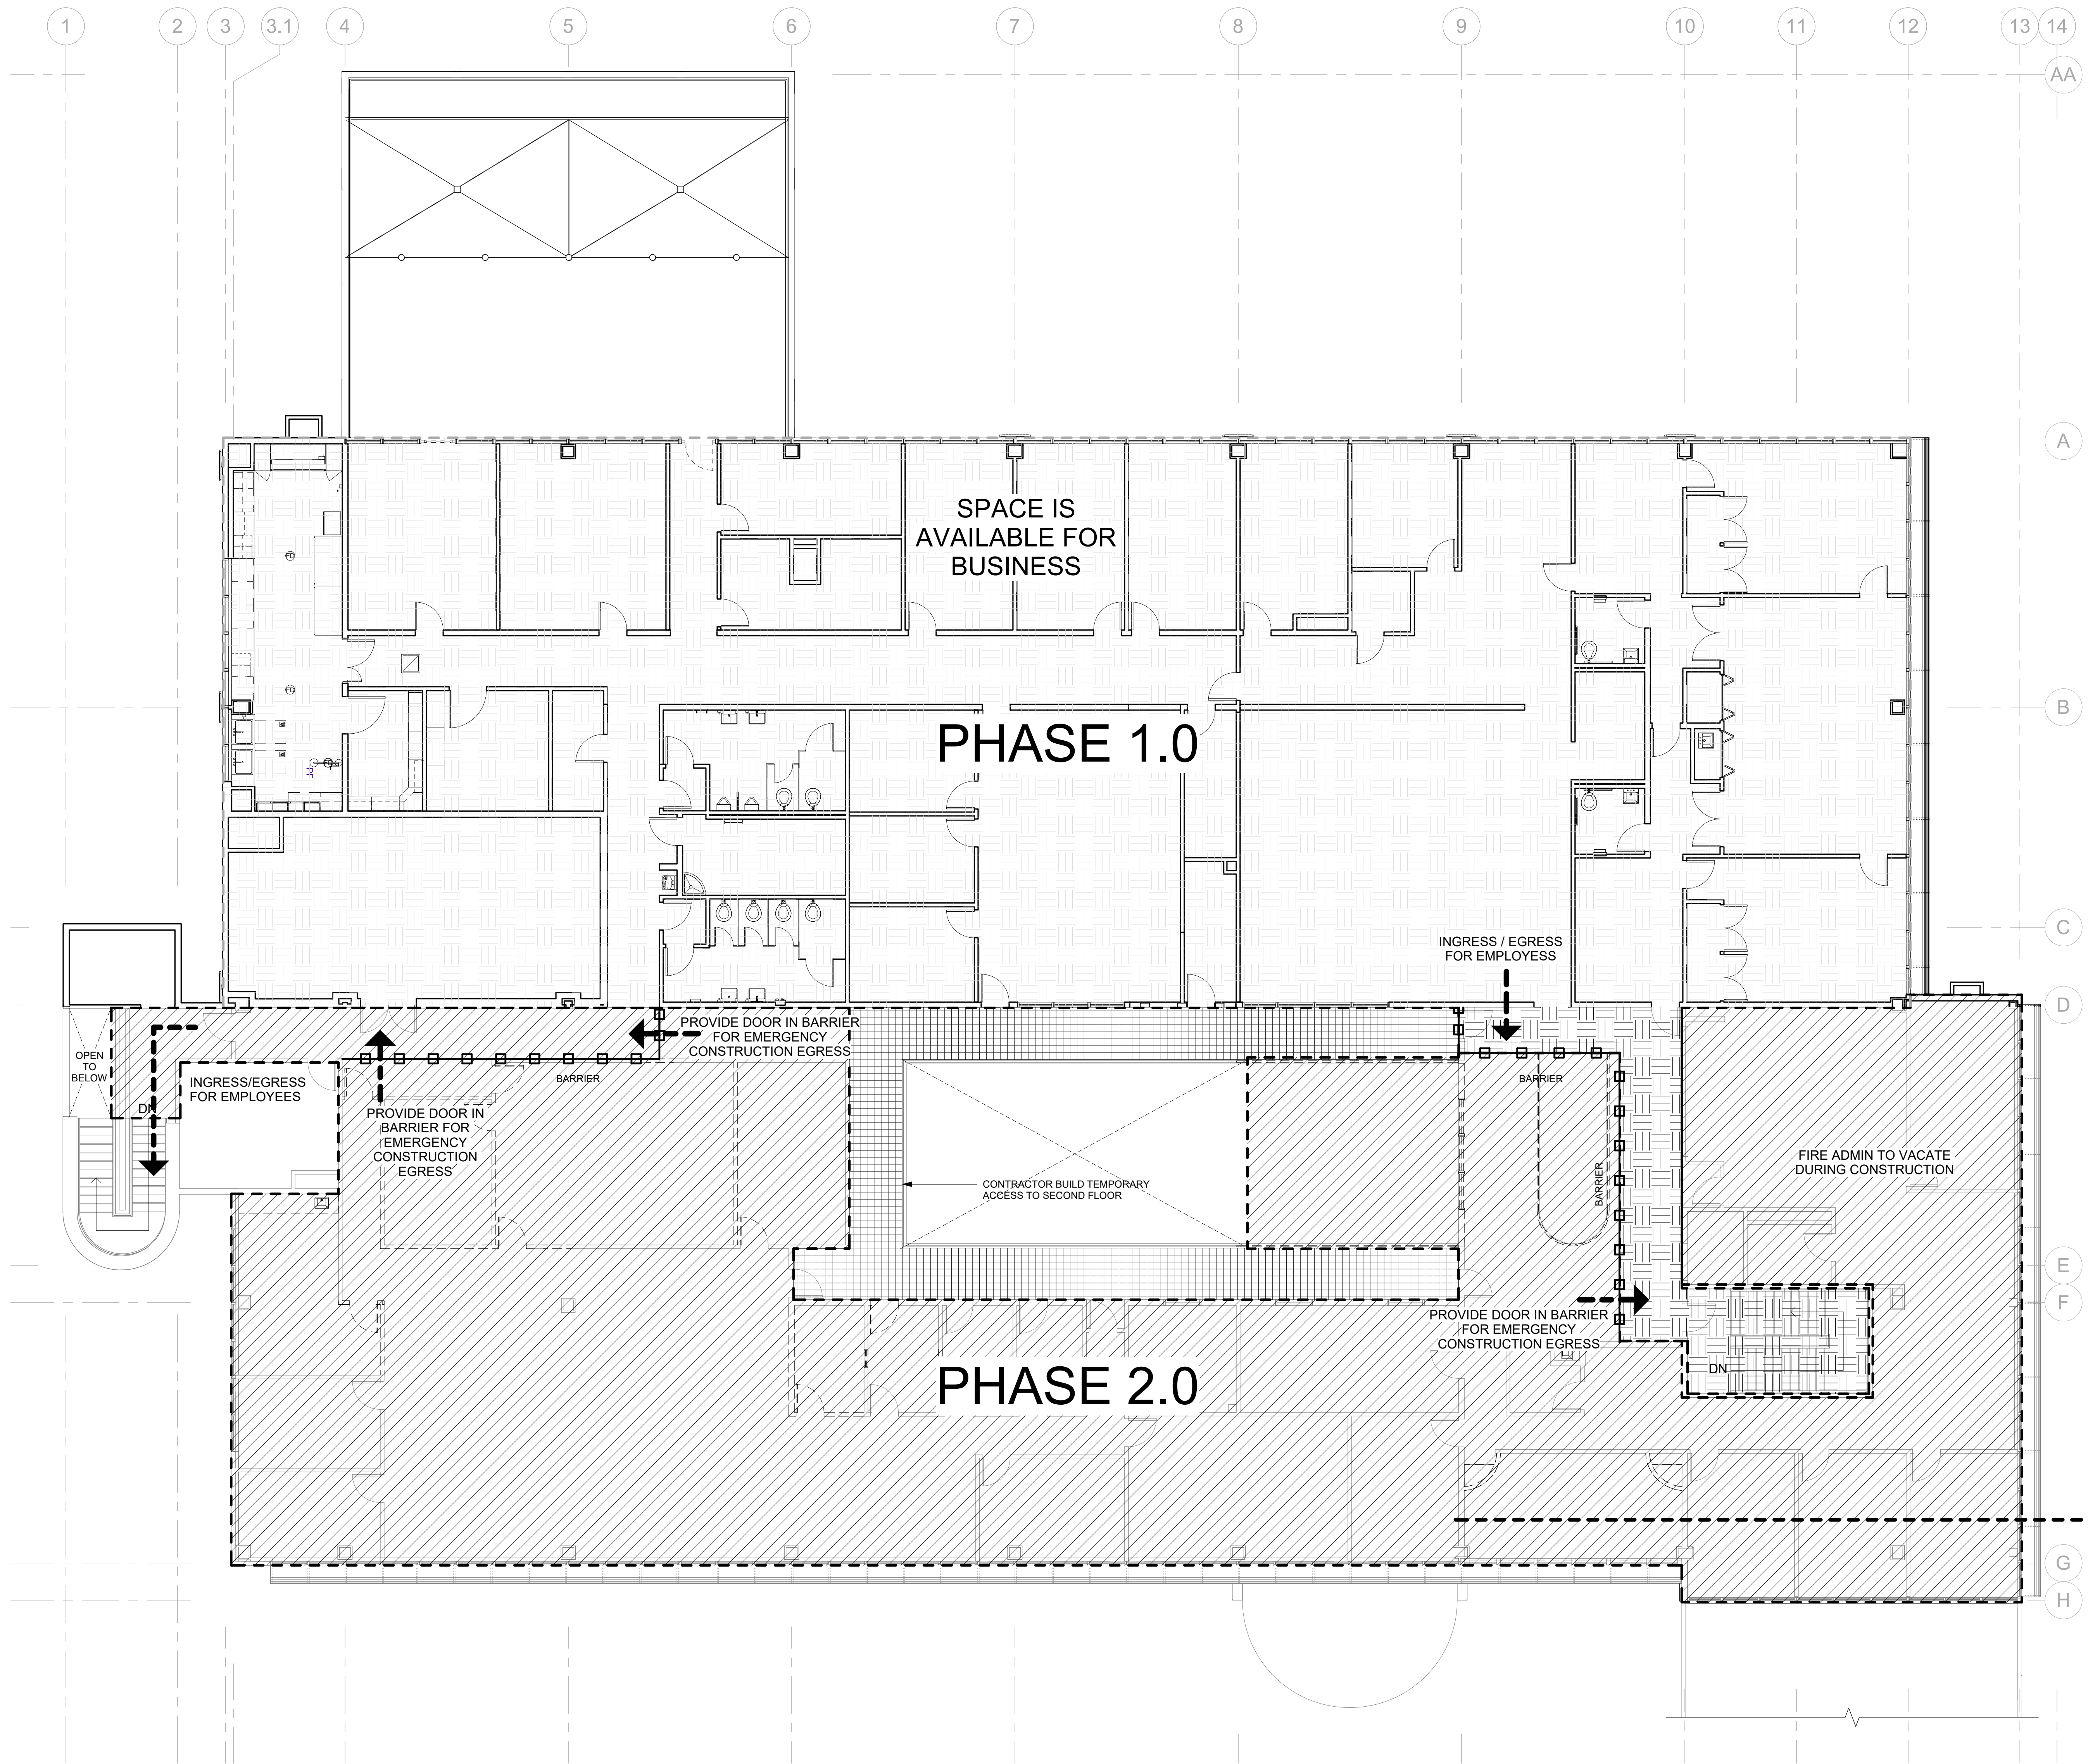 1
2
3
3.1
4
5
6
7
8
9
10
11
12
13
14
AA
A
SPACE IS
AVAILABLE FOR
BUSINESS
FD
FD
B
PHASE 1.0
PF
C
INGRESS / EGRESS
FOR EMPLOYESS
D
PROVIDE DOOR IN BARRIER
FOR EMERGENCY
CONSTRUCTION EGRESS
OPEN
TO
BELOW
INGRESS/EGRESS
FOR EMPLOYEES
DN
BARRIER
BARRIER
PROVIDE DOOR IN
BARRIER FOR
EMERGENCY
CONSTRUCTION
EGRESS
BARRIER
FIRE ADMIN TO VACATE
DURING CONSTRUCTION
CONTRACTOR BUILD TEMPORARY
ACCESS TO SECOND FLOOR
E
F
PROVIDE DOOR IN BARRIER
FOR EMERGENCY
CONSTRUCTION EGRESS
DN
PHASE 2.0
G
H